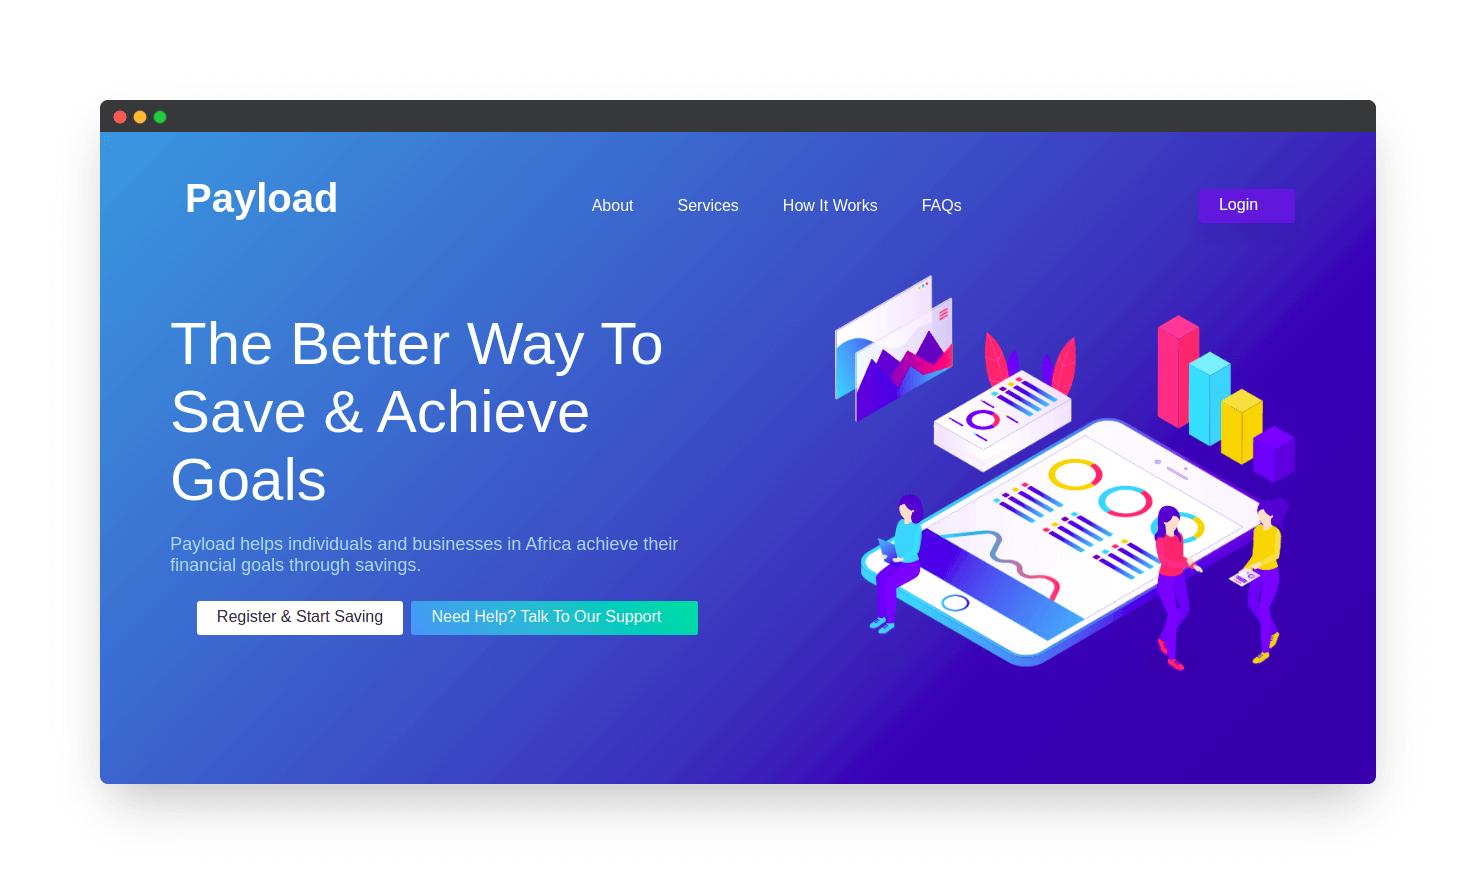 Payload
About Services How It Works FAQs
Login
The Better Way To
Save & Achieve
Goals
Payload helps individuals and businesses in Africa achieve their
financial goals through savings.
Register & Start Saving
Need Help? Talk To Our Support